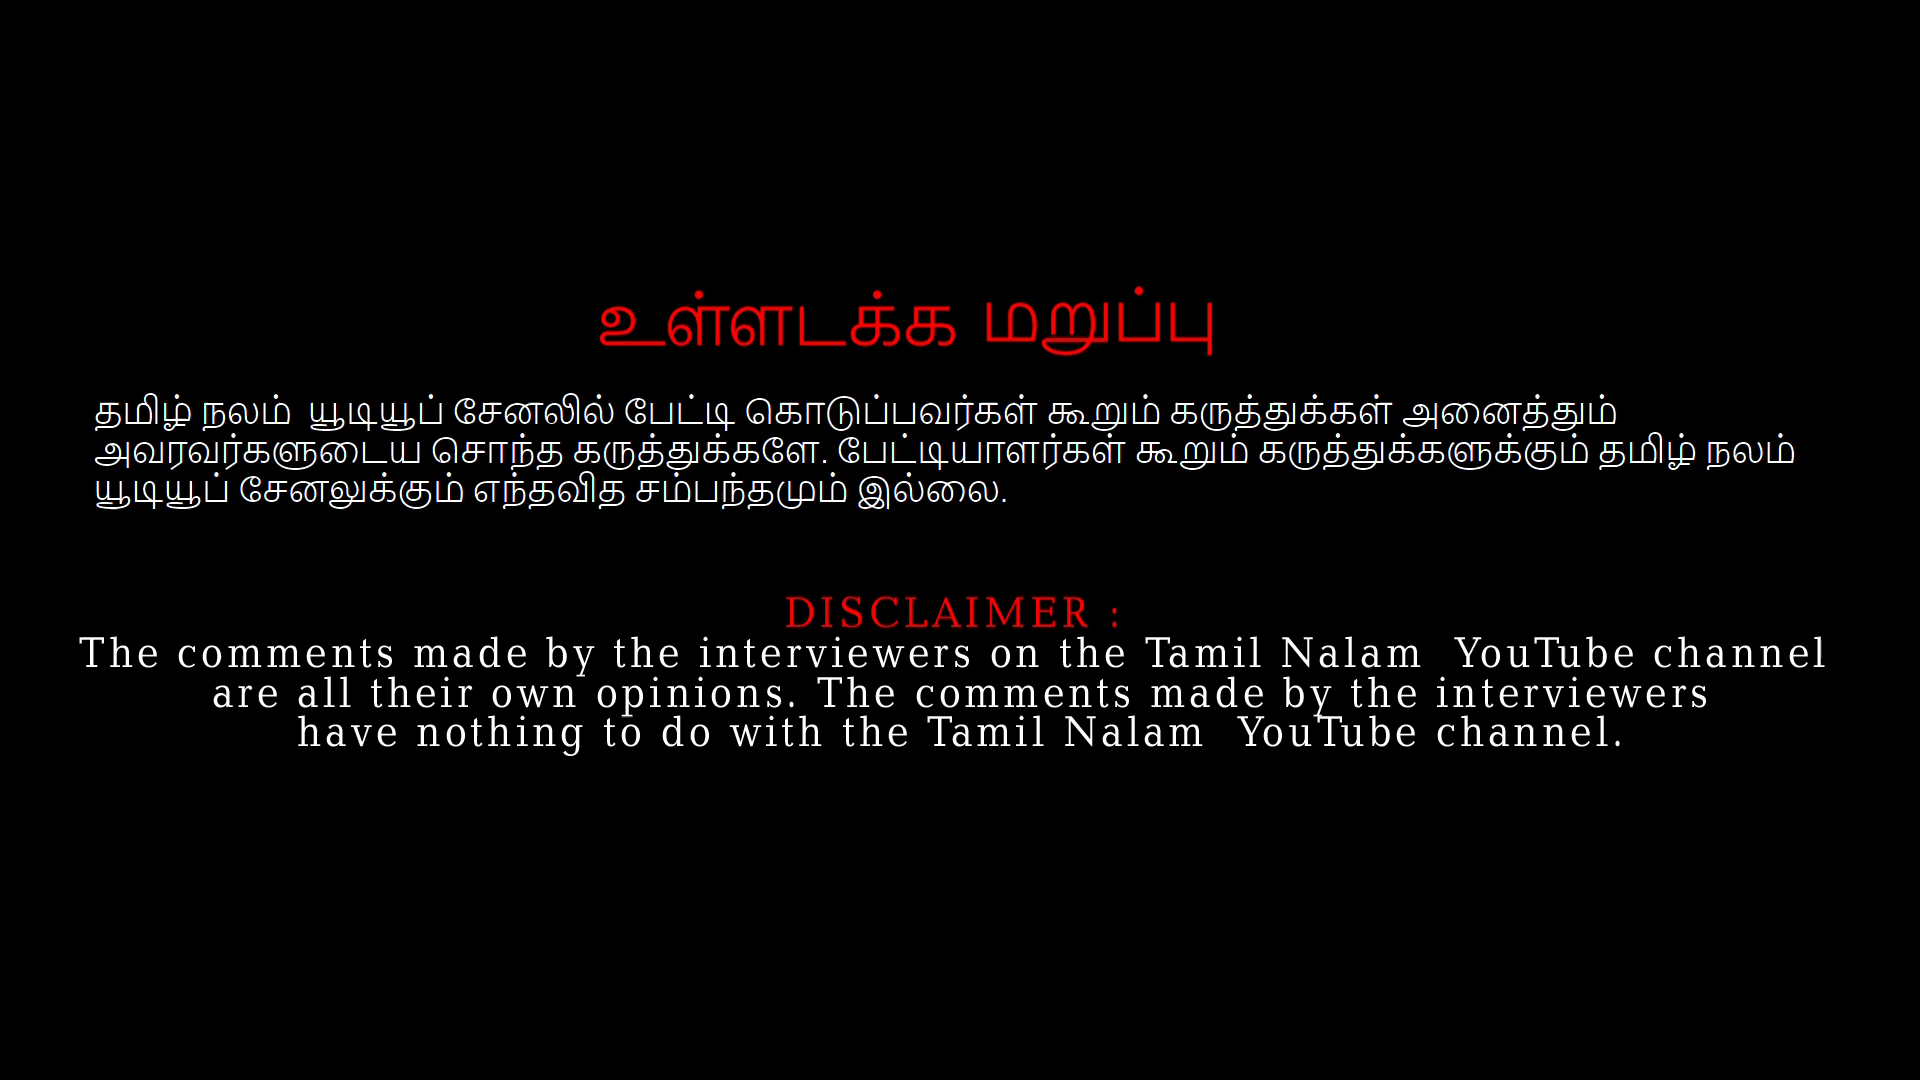 உள்ளடக்க மறுப்பு
தமிழ் நலம் யூடியூப் சேனலில் பேட்டி கொடுப்பவர்கள் கூறும் கருத்துக்கள் அனைத்தும்
அவரவர்களுடைய சொந்த கருத்துக்களே. பேட்டியாளர்கள் கூறும் கருத்துக்களுக்கும் தமிழ் நலம்
யூடியூப் சேனலுக்கும் எந்தவித சம்பந்தமும் இல்லை.
DISCLAIMER :
The comments made by the interviewers on the Tamil Nalam YouTube channel
are all their own opinions. The comments made by the interviewers
have nothing to do with the Tamil Nalam YouTube channel.